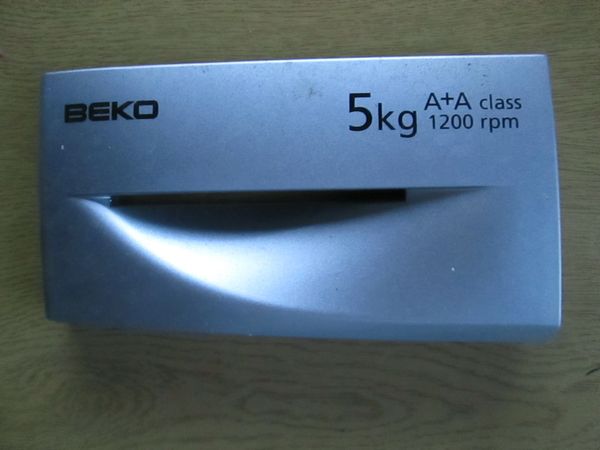 BEKO
5kg
A+A class
1200 rpm